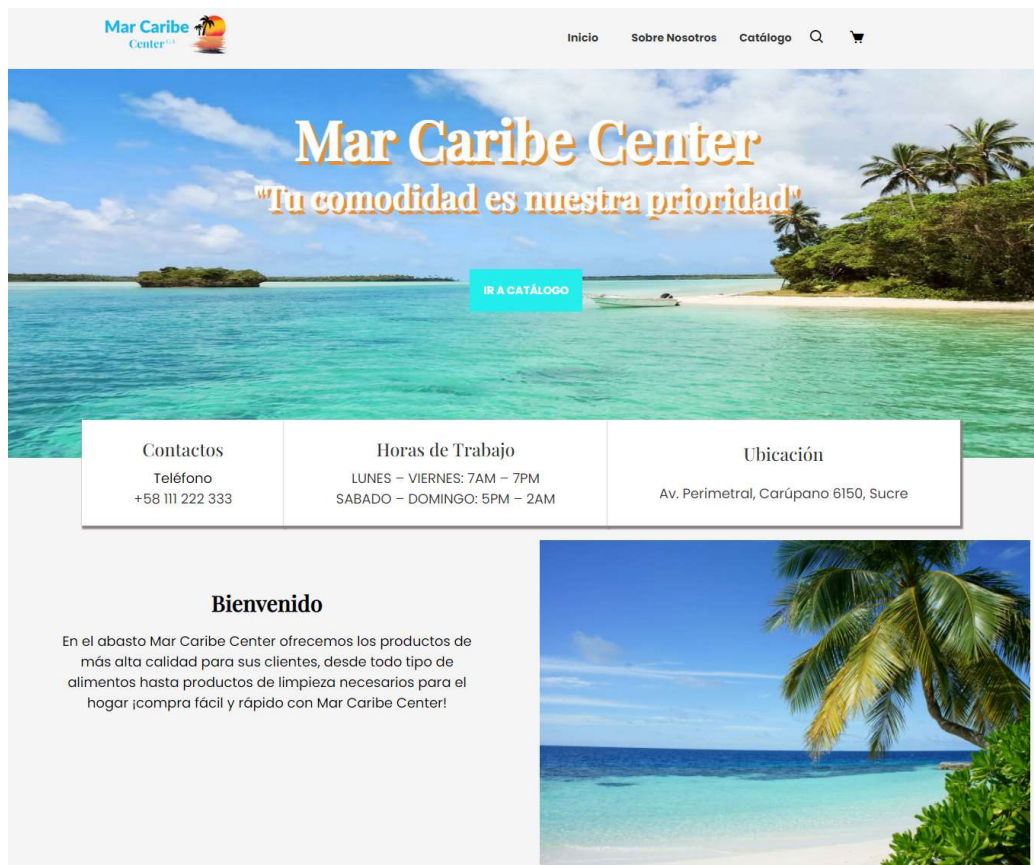 Mar Caribe
Center C.A.
Inicio Sobre Nosotros Catálogo
Mar Caribe Center
"Tu comodidad es nuestra prioridad"
IR A CATÁLOGO
Contactos
Teléfono
+58 111 222 333
Horas de Trabajo
LUNES – VIERNES: 7AM – 7PM
SABADO – DOMINGO: 5PM – 2AM
Ubicación
Av. Perimetral, Carúpano 6150, Sucre
Bienvenido
En el abasto Mar Caribe Center ofrecemos los productos de
más alta calidad para sus clientes, desde todo tipo de
alimentos hasta productos de limpieza necesarios para el
hogar ¡compra fácil y rápido con Mar Caribe Center!